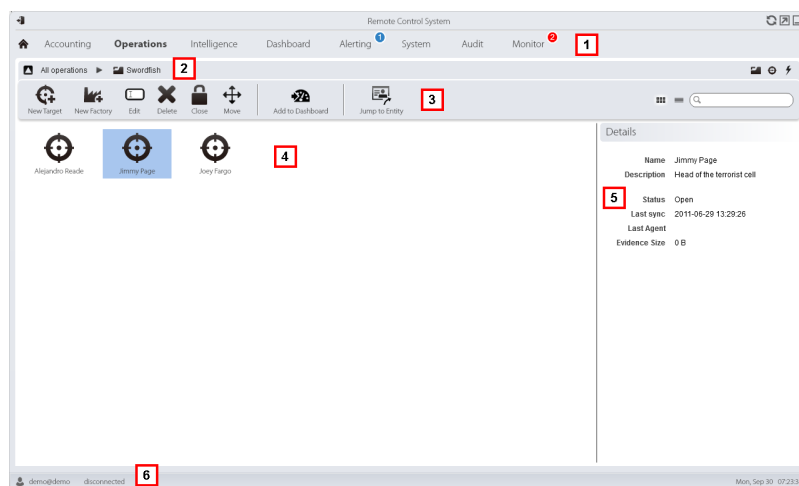 Remote Control System
Accounting Operations Intelligence Dashboard Alerting 1 System Audit Monitor 2 1
All operations Swordfish 2
New Target New Factory Edit Delete Close Move Add to Dashboard Jump to Entity 3
Details
Alejandro Reade Jimmy Page Joey Fargo 4
Name Jimmy Page
Description Head of the terrorist cell
5 Status Open
Last sync 2011-06-29 13:29:26
Last Agent
Evidence Size 0 B
demo@demo disconnected 6 Mon, Sep 30 07:23:3